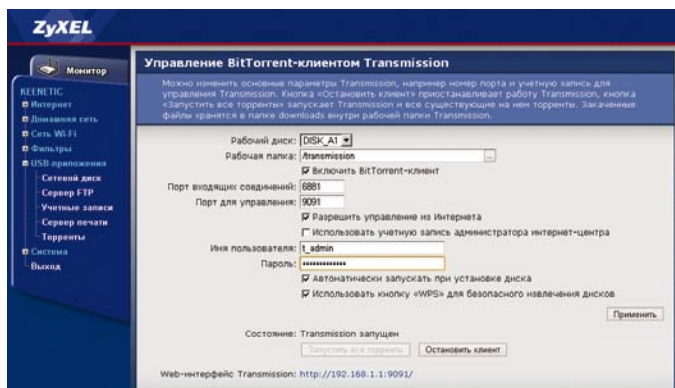 ZyXEL
Монитор
KEENETIC
Интернет
Домашняя сеть
Сеть Wi-Fi
Фильтры
USB-приложения
Сетевой диск
Сервер FTP
Учетные записи
Сервер печати
Торренты
Система
Выход
Управление BitTorrent-клиентом Transmission
Можно изменить основные параметры Transmission, например номер порта и учетную запись для
управления Transmission. Кнопка «Остановить клиент» приостанавливает работу Transmission, кнопка
«Запустить все торренты» запускает Transmission и все существующие на нем торренты. Закаченные
файлы хранятся в папке downloads внутри рабочей папки Transmission.
Рабочий диск: DISK_A1
Рабочая папка: /transmission ...
Включить BitTorrent-клиент
Порт входящих соединений: 6881
Порт для управления: 9091
Разрешить управление из Интернета
Использовать учетную запись администратора интернет-центра
Имя пользователя: t_admin
Пароль: •••••••••••••
Автоматически запускать при установке диска
Использовать кнопку «WPS» для безопасного извлечения дисков
Применить
Состояние: Transmission запущен
Запустить все торренты Остановить клиент
Web-интерфейс Transmission: http://192.168.1.1:9091/